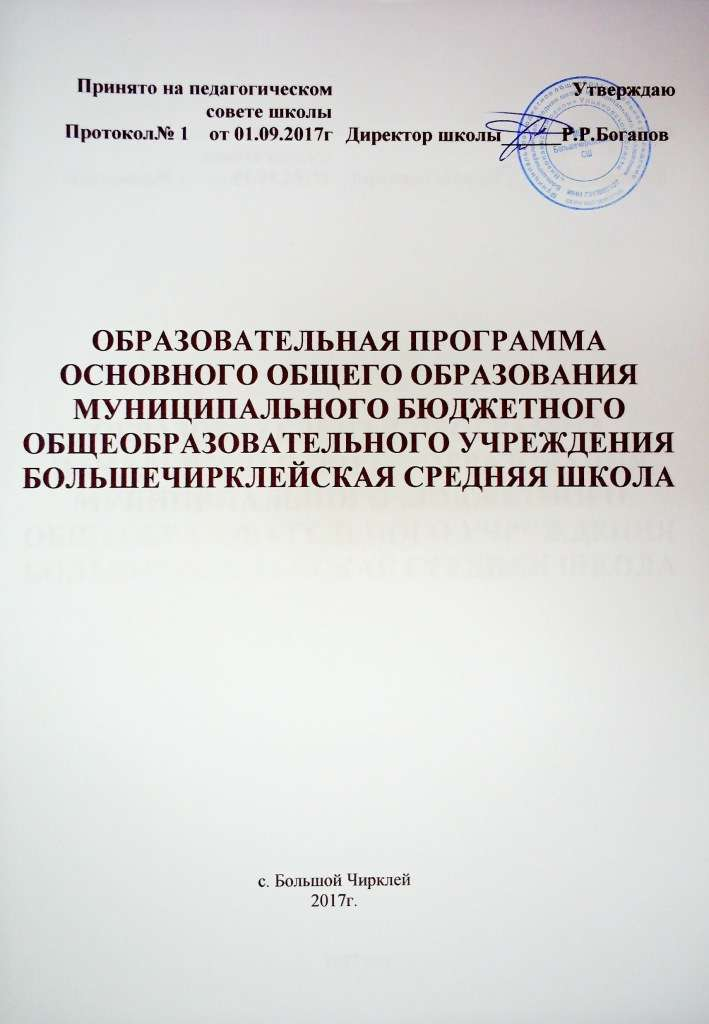 Принято на педагогическом
совете школы
Протокол№ 1 от 01.09.2017г
Утверждаю
Директор школы Р.Р.Богапов
ОБРАЗОВАТЕЛЬНАЯ ПРОГРАММА
ОСНОВНОГО ОБЩЕГО ОБРАЗОВАНИЯ
МУНИЦИПАЛЬНОГО БЮДЖЕТНОГО
ОБЩЕОБРАЗОВАТЕЛЬНОГО УЧРЕЖДЕНИЯ
БОЛЬШЕЧИРКЛЕЙСКАЯ СРЕДНЯЯ ШКОЛА
с. Большой Чирклей
2017г.